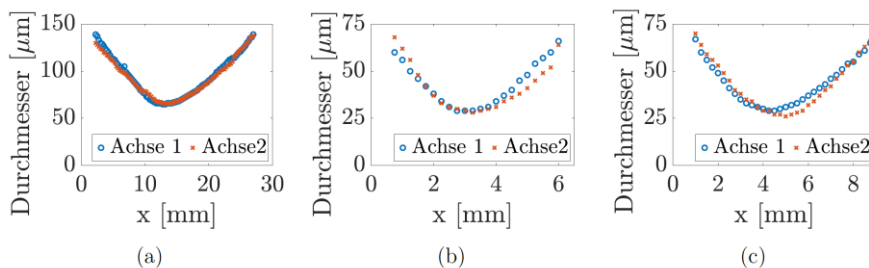 150
100
50
0
Durchmesser [μm]
Achse 1 Achse2
0 10 20 30
x [mm]
(a)
75
50
25
0
Durchmesser [μm]
Achse 1 Achse2
0 2 4 6
x [mm]
(b)
75
50
25
0
Durchmesser [μm]
Achse 1 Achse2
0 2 4 6 8
x [mm]
(c)